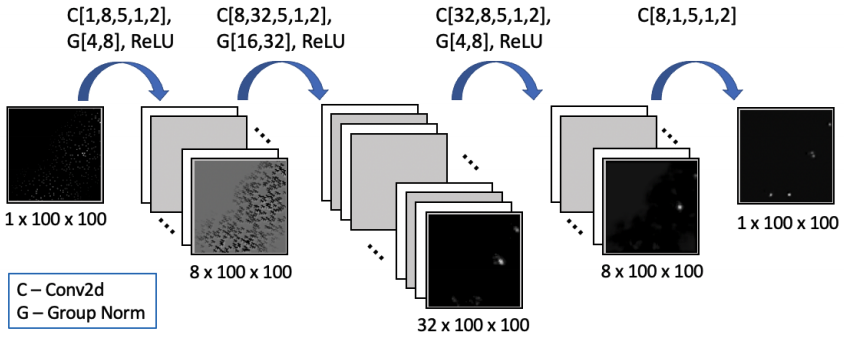 C[1,8,5,1,2],
G[4,8], ReLU
C[8,32,5,1,2],
G[16,32], ReLU
C[32,8,5,1,2],
G[4,8], ReLU
C[8,1,5,1,2]
1 x 100 x 100
8 x 100 x 100
32 x 100 x 100
8 x 100 x 100
1 x 100 x 100
C – Conv2d
G – Group Norm